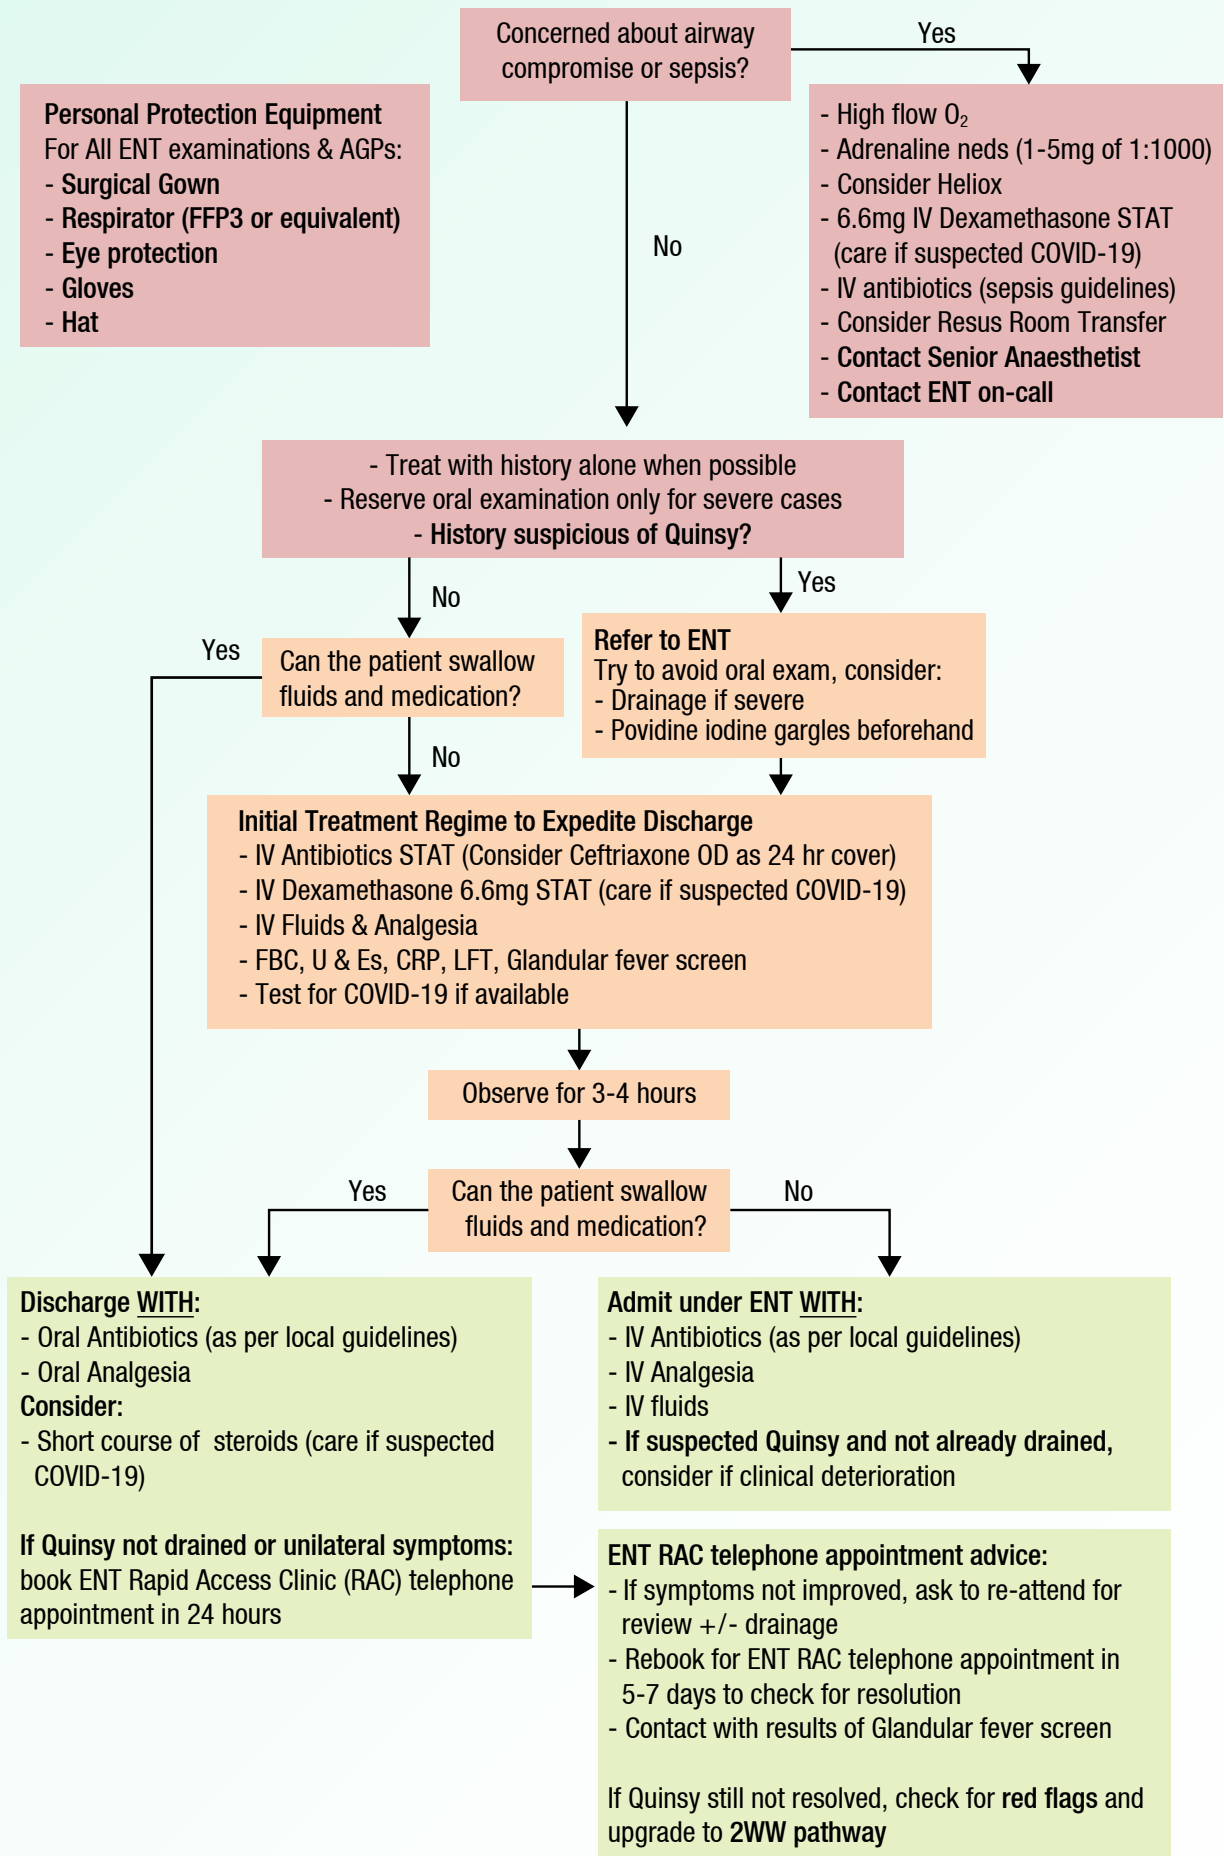 Concerned about airway
compromise or sepsis?
Yes
Personal Protection Equipment
For All ENT examinations & AGPs:
- Surgical Gown
- Respirator (FFP3 or equivalent)
- Eye protection
- Gloves
- Hat
- High flow O₂
- Adrenaline neds (1-5mg of 1:1000)
- Consider Heliox
- 6.6mg IV Dexamethasone STAT
(care if suspected COVID-19)
- IV antibiotics (sepsis guidelines)
- Consider Resus Room Transfer
- Contact Senior Anaesthetist
- Contact ENT on-call
No
- Treat with history alone when possible
- Reserve oral examination only for severe cases
- History suspicious of Quinsy?
No
Yes
Yes
Can the patient swallow
fluids and medication?
Refer to ENT
Try to avoid oral exam, consider:
- Drainage if severe
- Povidine iodine gargles beforehand
No
Initial Treatment Regime to Expedite Discharge
- IV Antibiotics STAT (Consider Ceftriaxone OD as 24 hr cover)
- IV Dexamethasone 6.6mg STAT (care if suspected COVID-19)
- IV Fluids & Analgesia
- FBC, U & Es, CRP, LFT, Glandular fever screen
- Test for COVID-19 if available
Observe for 3-4 hours
Yes
Can the patient swallow
fluids and medication?
No
Discharge WITH:
- Oral Antibiotics (as per local guidelines)
- Oral Analgesia
Consider:
- Short course of steroids (care if suspected
COVID-19)
If Quinsy not drained or unilateral symptoms:
book ENT Rapid Access Clinic (RAC) telephone
appointment in 24 hours
Admit under ENT WITH:
- IV Antibiotics (as per local guidelines)
- IV Analgesia
- IV fluids
- If suspected Quinsy and not already drained,
consider if clinical deterioration
ENT RAC telephone appointment advice:
- If symptoms not improved, ask to re-attend for
review +/- drainage
- Rebook for ENT RAC telephone appointment in
5-7 days to check for resolution
- Contact with results of Glandular fever screen
If Quinsy still not resolved, check for red flags and
upgrade to 2WW pathway